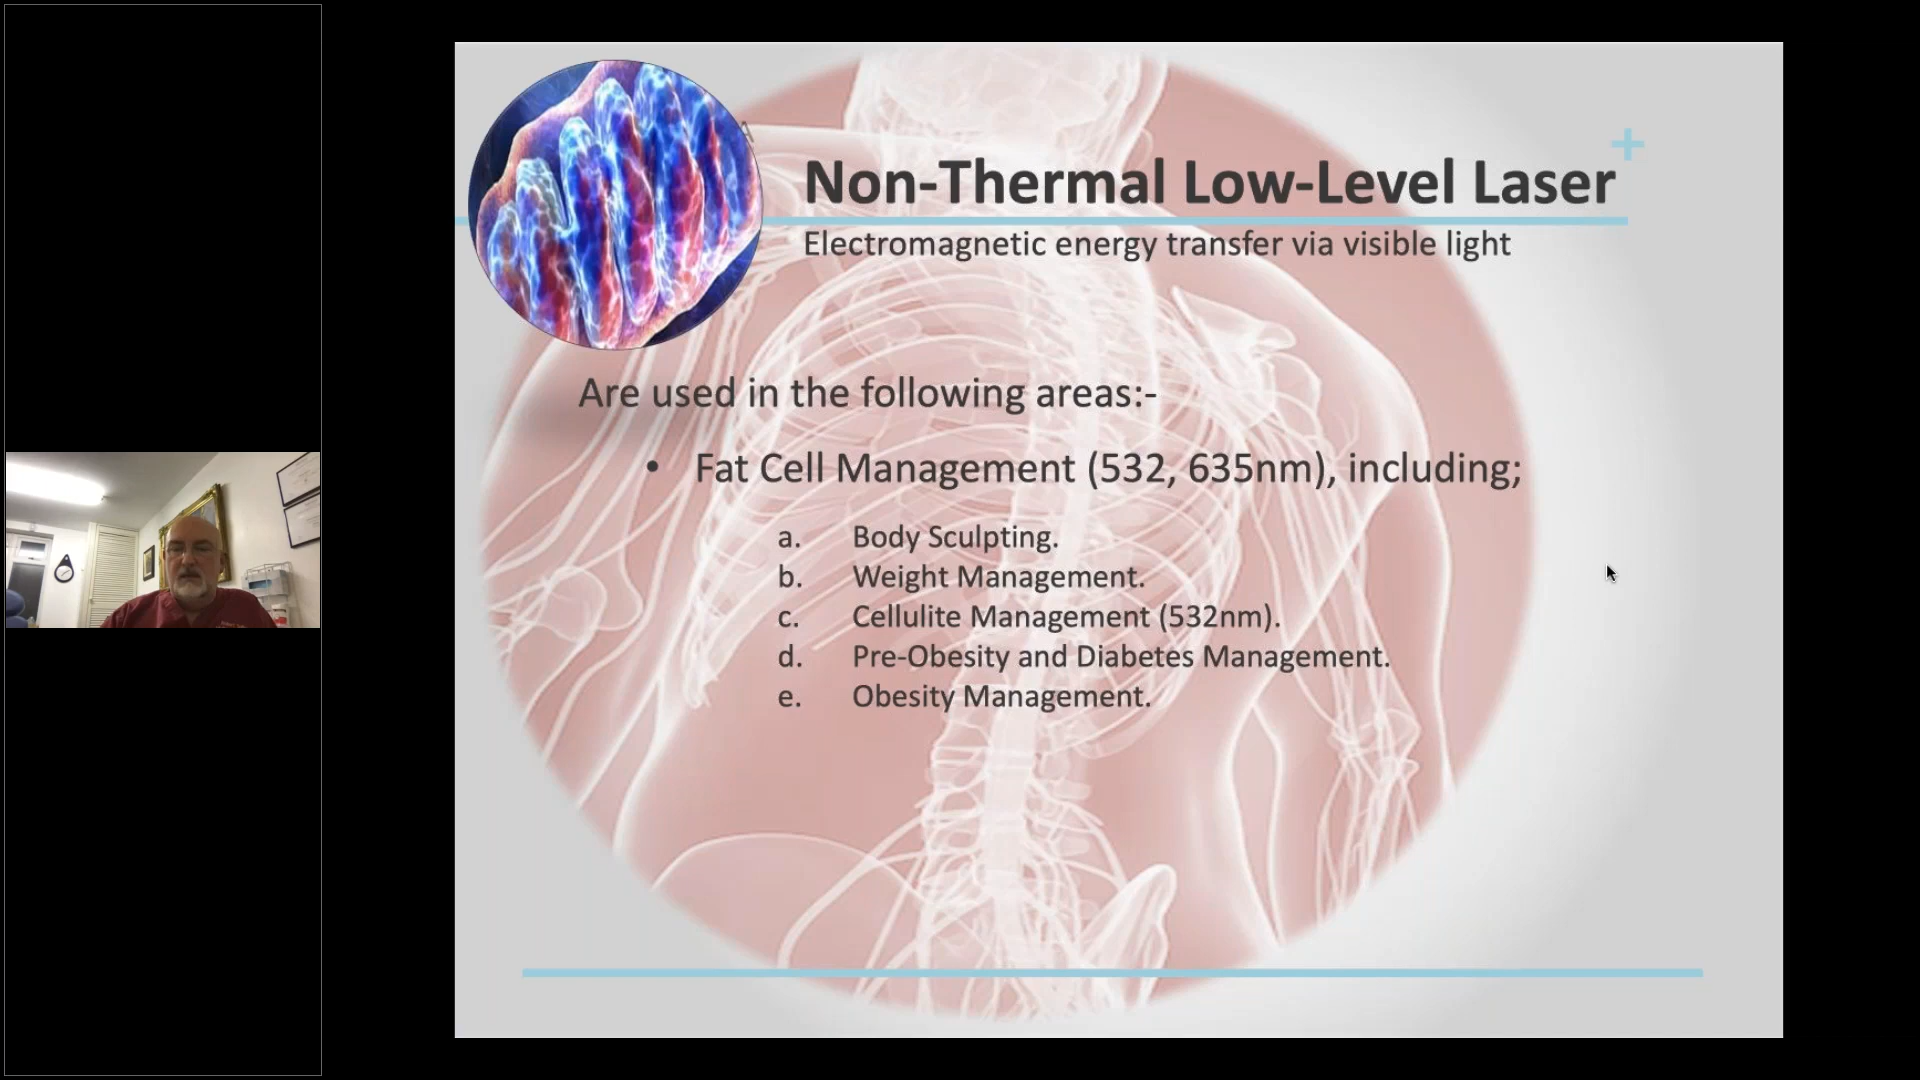 Non-Thermal Low-Level Laser
Electromagnetic energy transfer via visible light
Are used in the following areas:-
• Fat Cell Management (532, 635nm), including;
a. Body Sculpting.
b. Weight Management.
c. Cellulite Management (532nm).
d. Pre-Obesity and Diabetes Management.
e. Obesity Management.